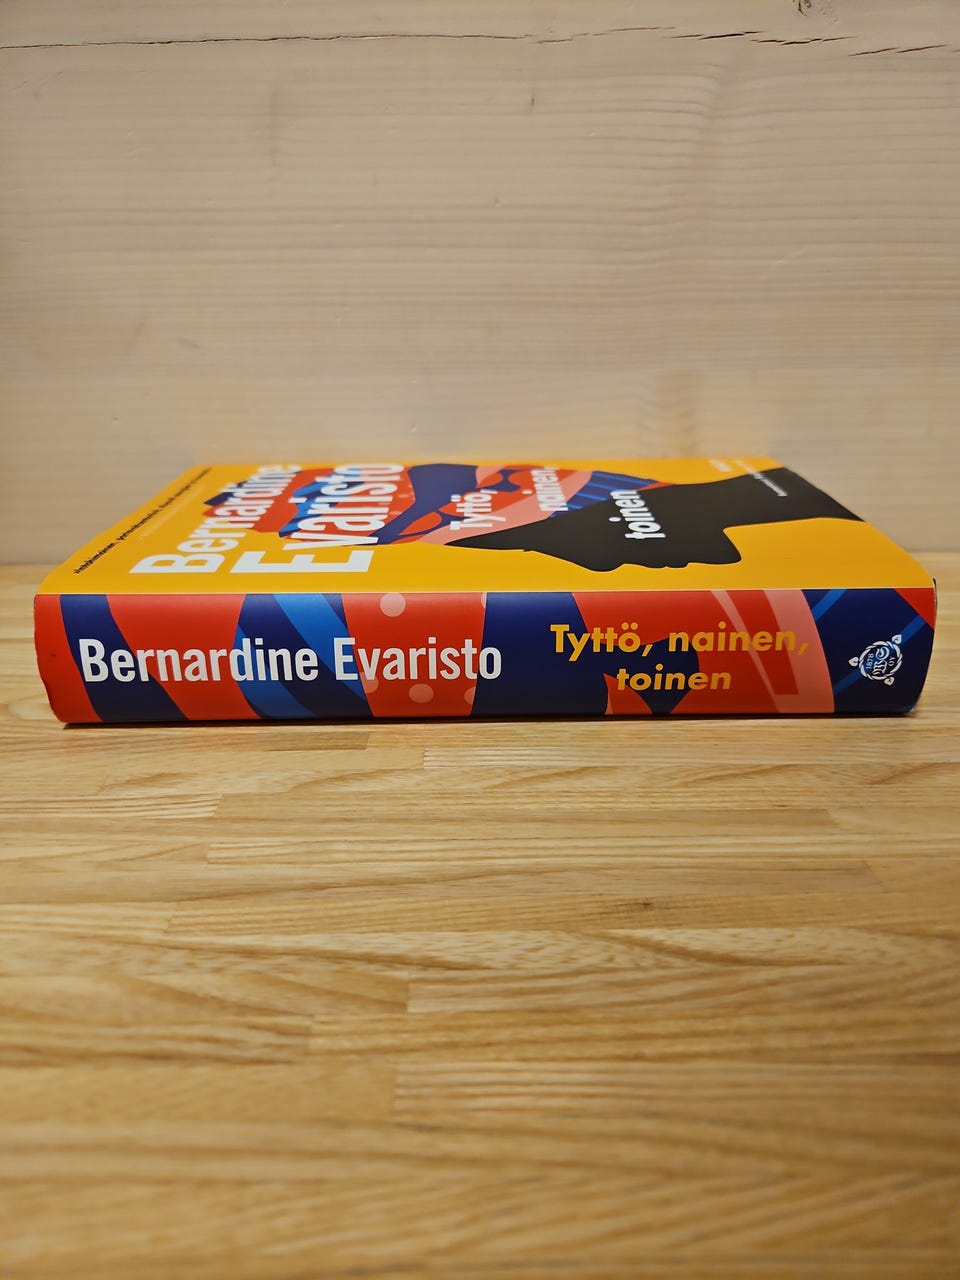 Bernardine
Evaristo
Tyttö,
nainen,
toinen
Bernardine Evaristo
Tyttö, nainen,
toinen